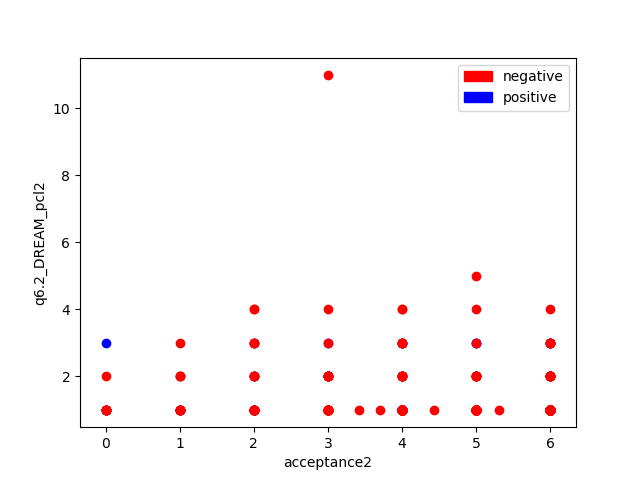 negative
positive
10
8
6
4
2
q6.2_DREAM_pcl2
0 1 2 3 4 5 6
acceptance2